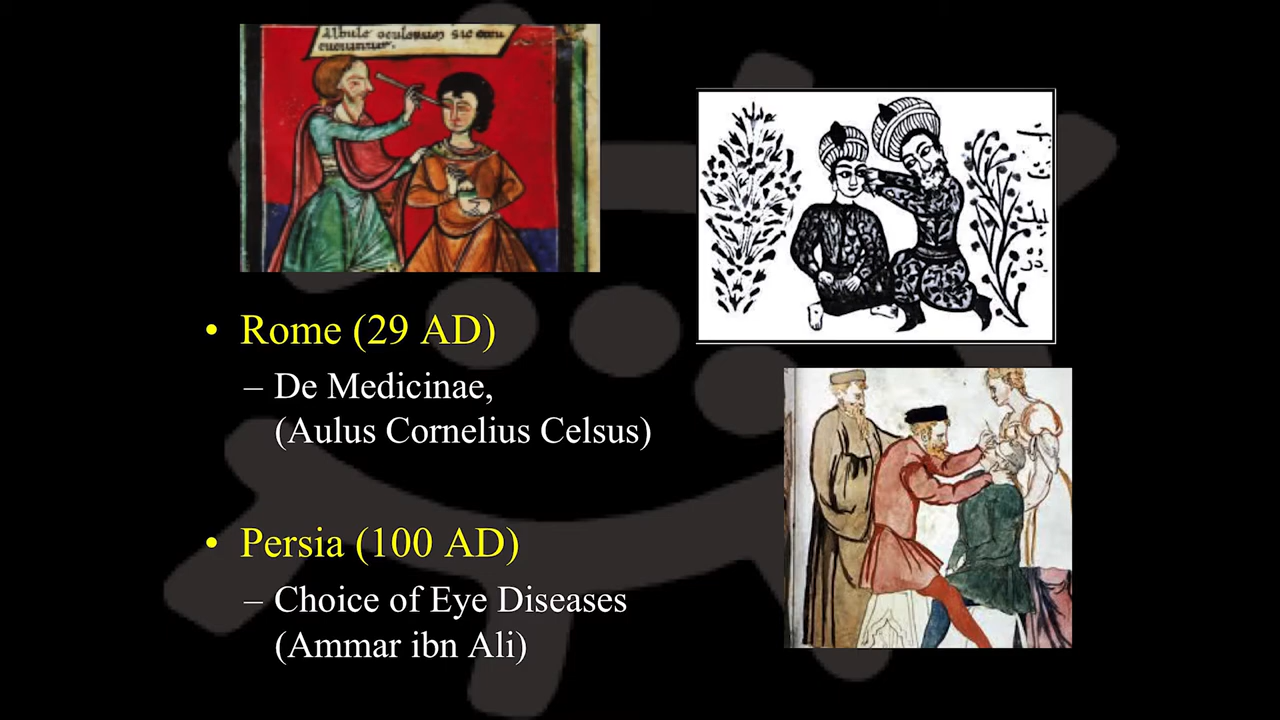 • Rome (29 AD)
– De Medicinae,
(Aulus Cornelius Celsus)
• Persia (100 AD)
– Choice of Eye Diseases
(Ammar ibn Ali)